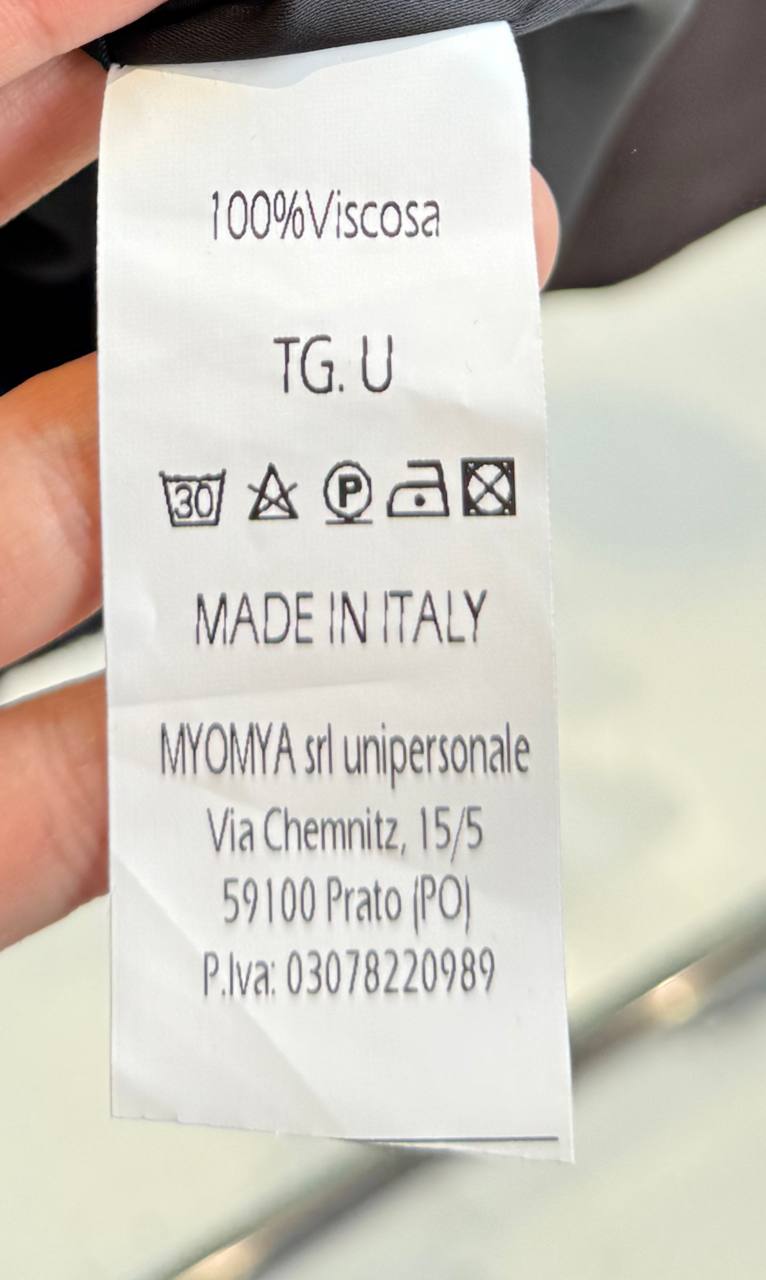 100%Viscosa
TG. U
30 P
MADE IN ITALY
MYOMYA srl unipersonale
Via Chemnitz, 15/5
59100 Prato (PO)
P.Iva: 03078220989